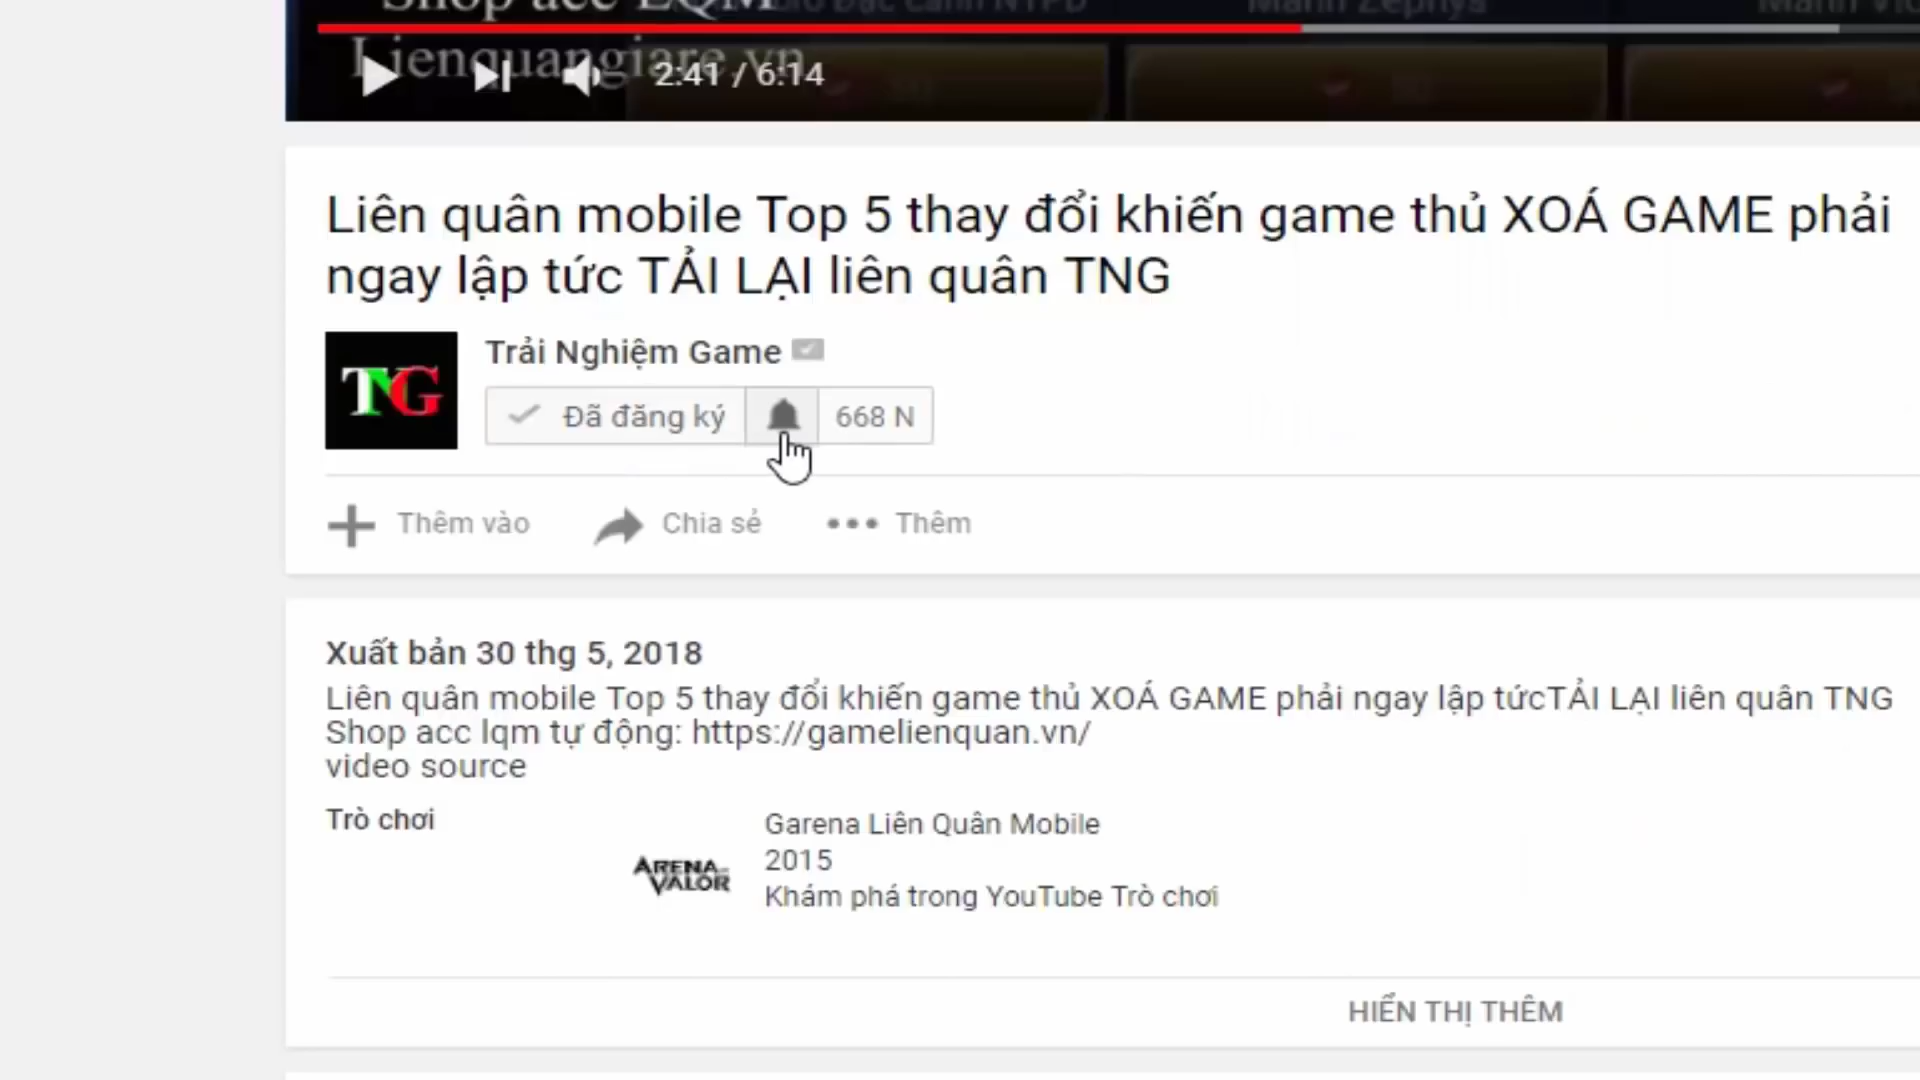 Shop acc LQM
Lienquangiare.vn
2:41 / 6:14
Liên quân mobile Top 5 thay đổi khiến game thủ XOÁ GAME phải
ngay lập tức TẢI LẠI liên quân TNG
TNG
Trải Nghiệm Game
Đã đăng ký
668 N
Thêm vào
Chia sẻ
Thêm
Xuất bản 30 thg 5, 2018
Liên quân mobile Top 5 thay đổi khiến game thủ XOÁ GAME phải ngay lập tứcTẢI LẠI liên quân TNG
Shop acc lqm tự động: https://gamelienquan.vn/
video source
Trò chơi
ARENA OF
VALOR
Garena Liên Quân Mobile
2015
Khám phá trong YouTube Trò chơi
HIỂN THỊ THÊM